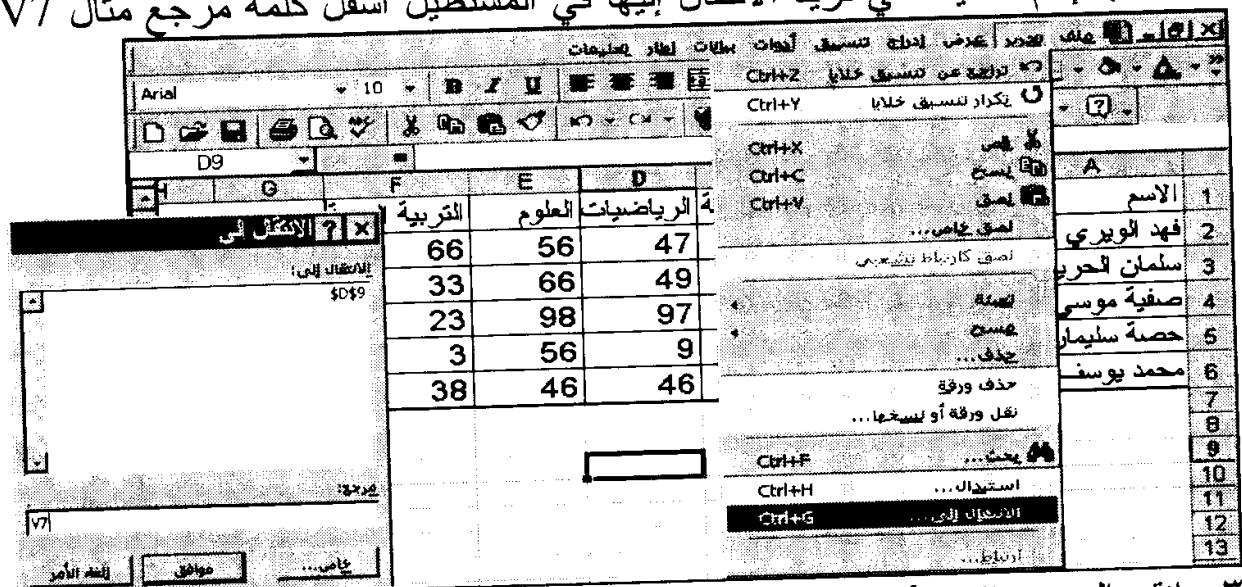 في المستطيل أسفل كلمة مرجع مثال V7
ملف تحرير عرض إدراج تنسيق أدوات بيانات إطار تعليمات
Arial 10 B I U
D9 =
تراجع عن تنسيق خلايا Ctrl+Z
تكرار تنسيق خلايا Ctrl+Y
قص Ctrl+X
نسخ Ctrl+C
لصق Ctrl+V
لصق خاص...
لصق كارتباط تشعبي
تعبئة
مسح
حذف...
حذف ورقة
نقل ورقة أو نسخها...
بحث... Ctrl+F
استبدال... Ctrl+H
الانتقال إلى... Ctrl+G
ارتباط...
A D E F G H
1 الاسم الرياضيات العلوم التربية
2 فهد الويري 47 56 66
3 سلمان الحربي 49 66 33
4 صفية موسى 97 98 23
5 حصة سليمان 9 56 3
6 محمد يوسف 46 46 38
7
8
9
10
11
12
13
الانتقال إلى
الانتقال إلى:
$D$9
مرجع:
V7
خاص... موافق إلغاء الأمر